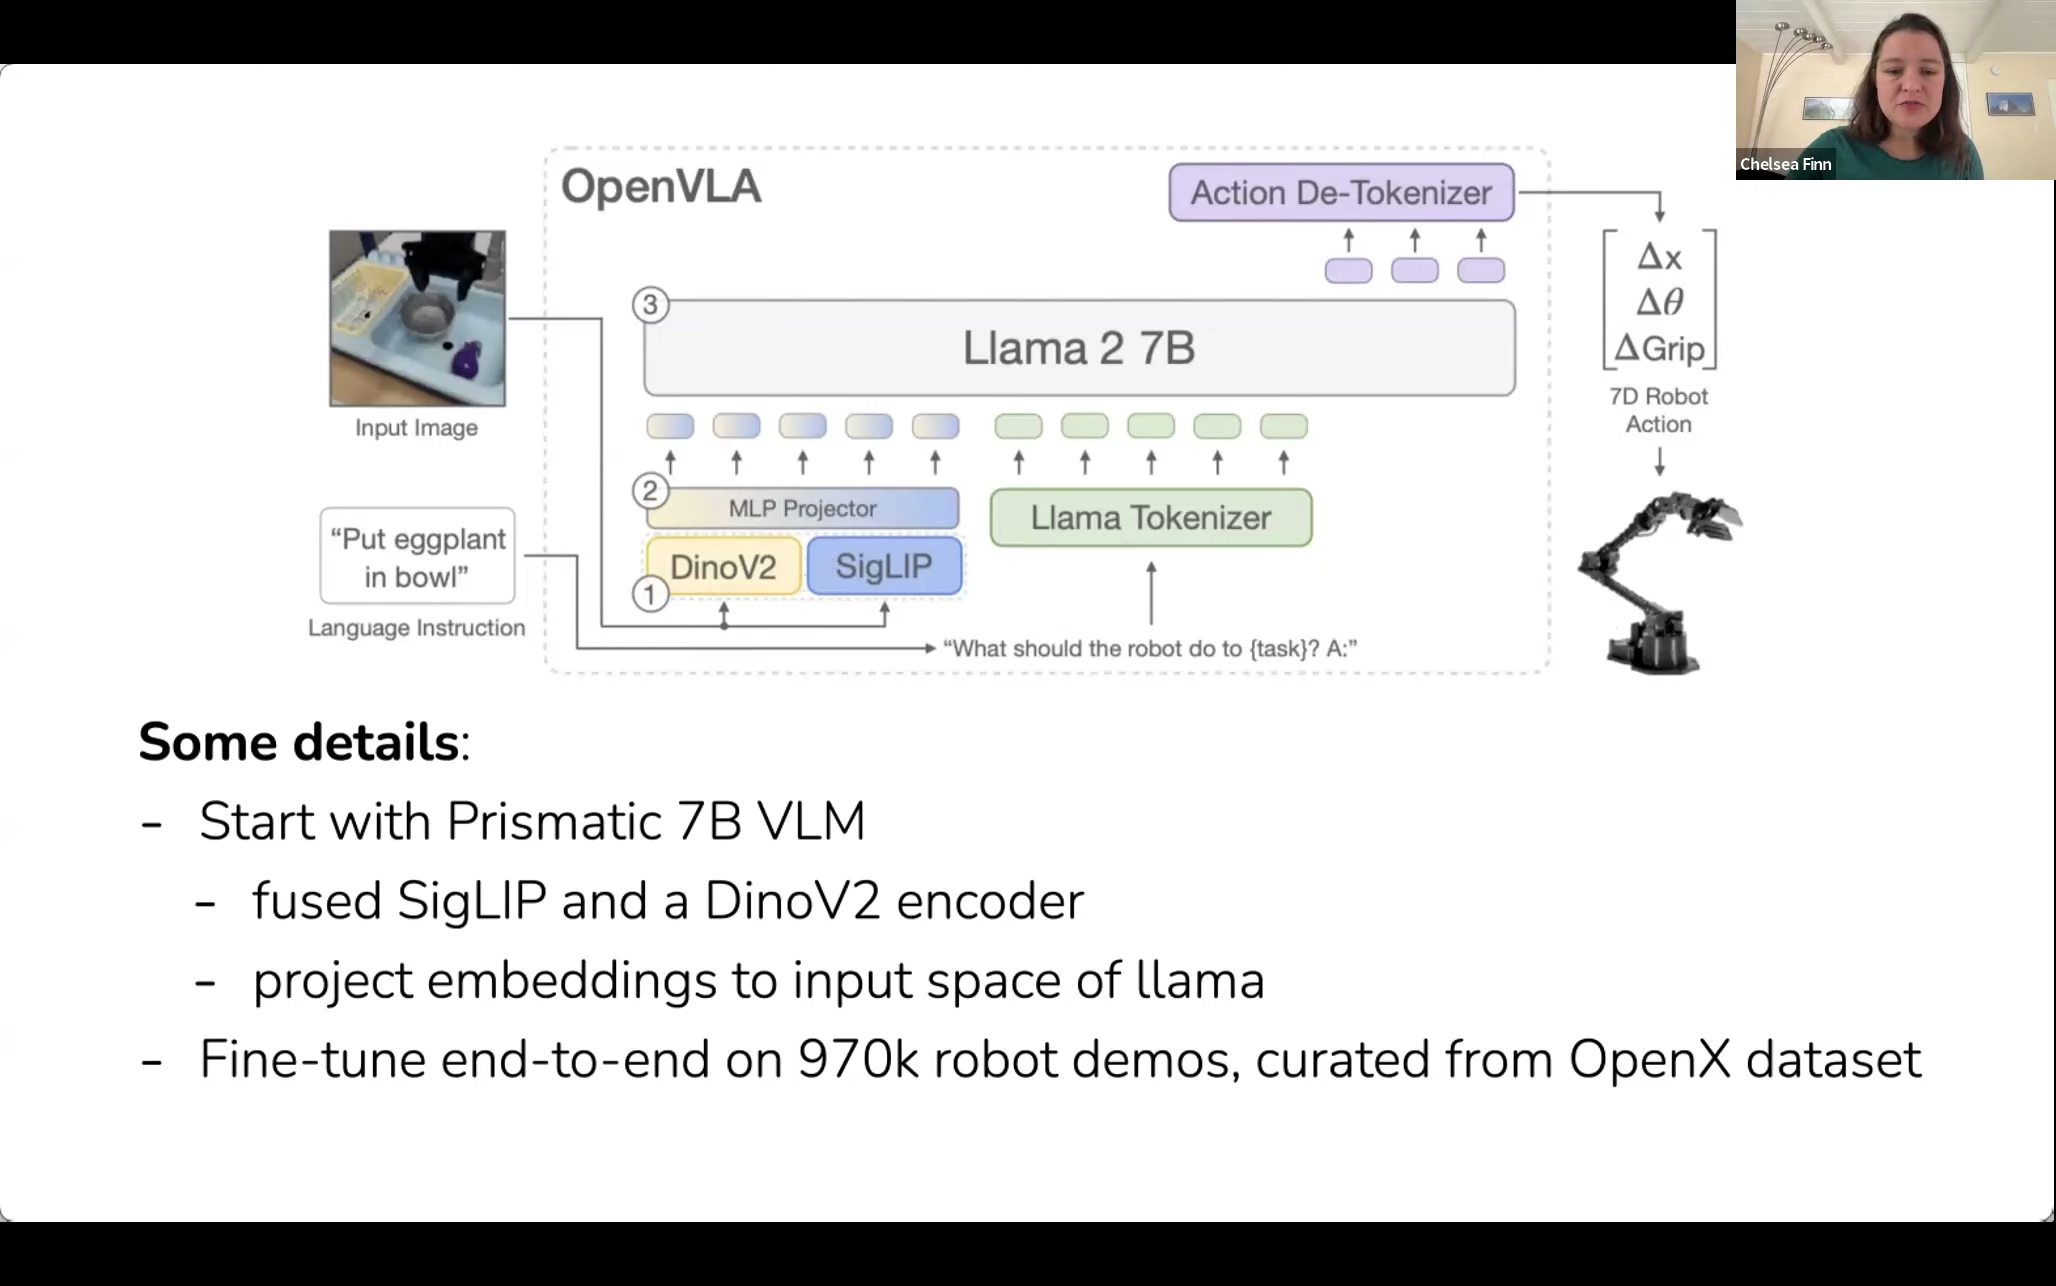 Chelsea Finn
OpenVLA
Action De-Tokenizer
Δx
Δθ
ΔGrip
7D Robot
Action
3
Llama 2 7B
Input Image
2
MLP Projector
Llama Tokenizer
1
DinoV2
SigLIP
“Put eggplant
in bowl”
Language Instruction
“What should the robot do to {task}? A:”
Some details:
- Start with Prismatic 7B VLM
- fused SigLIP and a DinoV2 encoder
- project embeddings to input space of llama
- Fine-tune end-to-end on 970k robot demos, curated from OpenX dataset